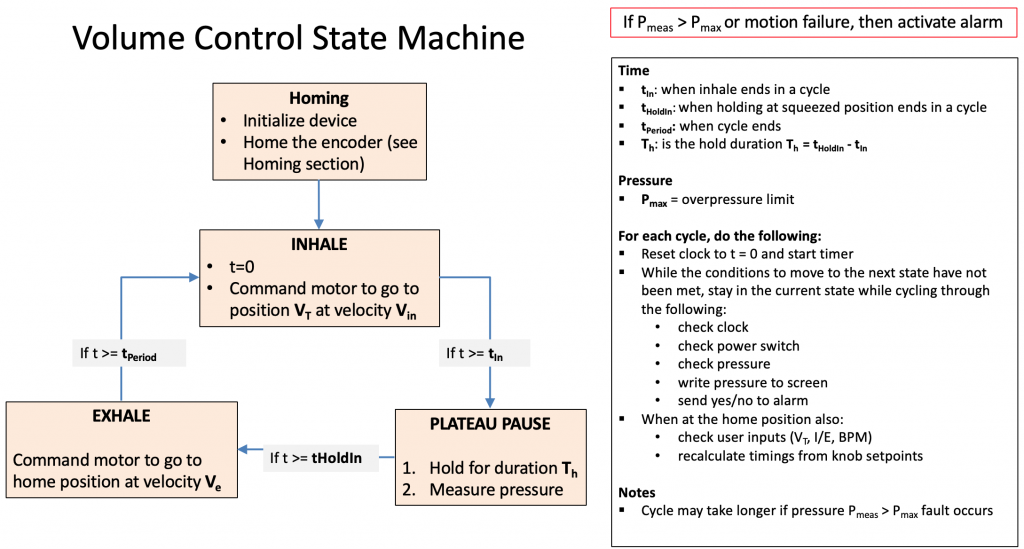 Volume Control State Machine
If Pmeas > Pmax or motion failure, then activate alarm
Homing
• Initialize device
• Home the encoder (see
Homing section)
INHALE
• t=0
• Command motor to go to
position VT at velocity Vin
If t >= tPeriod
If t >= tIn
EXHALE
Command motor to go to
home position at velocity Ve
If t >= tHoldIn
PLATEAU PAUSE
1. Hold for duration Th
2. Measure pressure
Time
▪ tIn: when inhale ends in a cycle
▪ tHoldIn: when holding at squeezed position ends in a cycle
▪ tPeriod: when cycle ends
▪ Th: is the hold duration Th = tHoldIn - tIn
Pressure
▪ Pmax = overpressure limit
For each cycle, do the following:
▪ Reset clock to t = 0 and start timer
▪ While the conditions to move to the next state have not
been met, stay in the current state while cycling through
the following:
• check clock
• check power switch
• check pressure
• write pressure to screen
• send yes/no to alarm
▪ When at the home position also:
• check user inputs (VT, I/E, BPM)
• recalculate timings from knob setpoints
Notes
▪ Cycle may take longer if pressure Pmeas > Pmax fault occurs